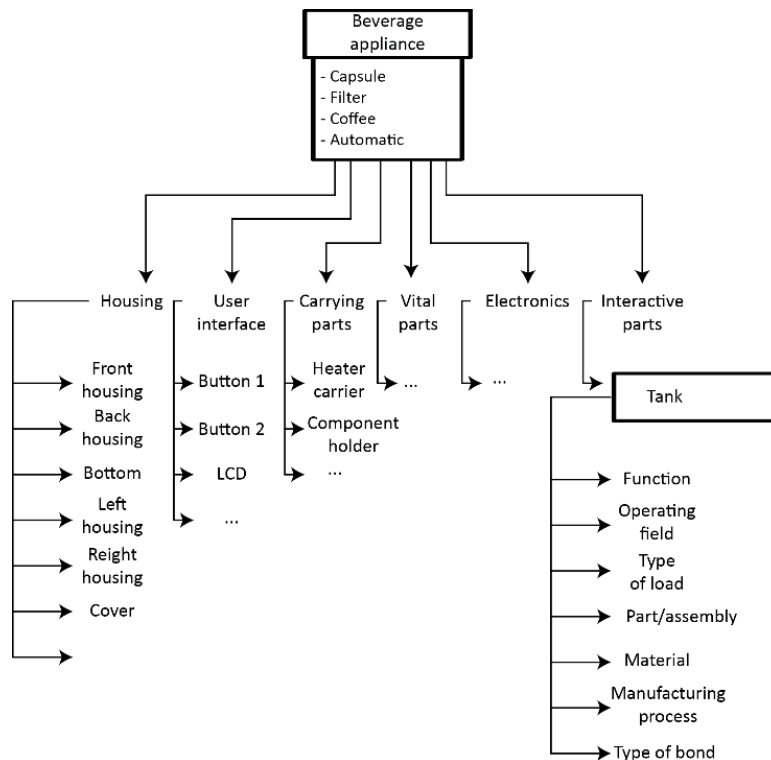 Beverage
appliance
- Capsule
- Filter
- Coffee
- Automatic
Housing
Front
housing
Back
housing
Bottom
Left
housing
Reight
housing
Cover
User
interface
Button 1
Button 2
LCD
...
Carrying
parts
Heater
carrier
Component
holder
...
Vital
parts
...
Electronics
...
Interactive
parts
Tank
Function
Operating
field
Type
of load
Part/assembly
Material
Manufacturing
process
Type of bond